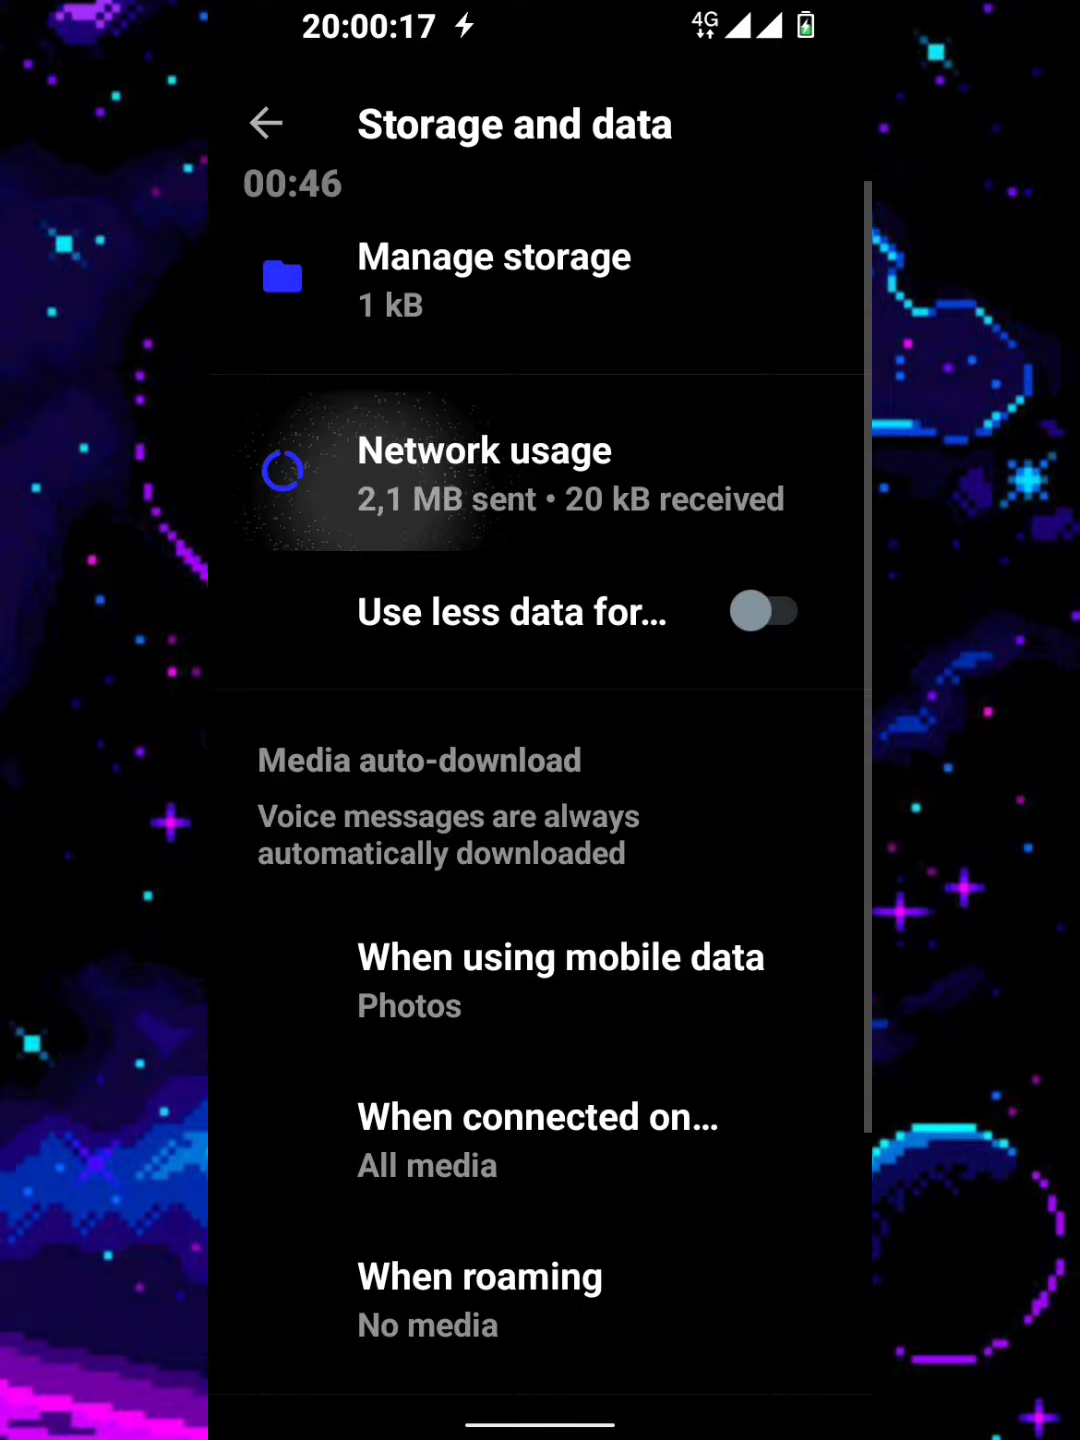 20:00:17
4G
Storage and data
00:46
Manage storage
1 kB
Network usage
2,1 MB sent • 20 kB received
Use less data for...
Media auto-download
Voice messages are always
automatically downloaded
When using mobile data
Photos
When connected on...
All media
When roaming
No media